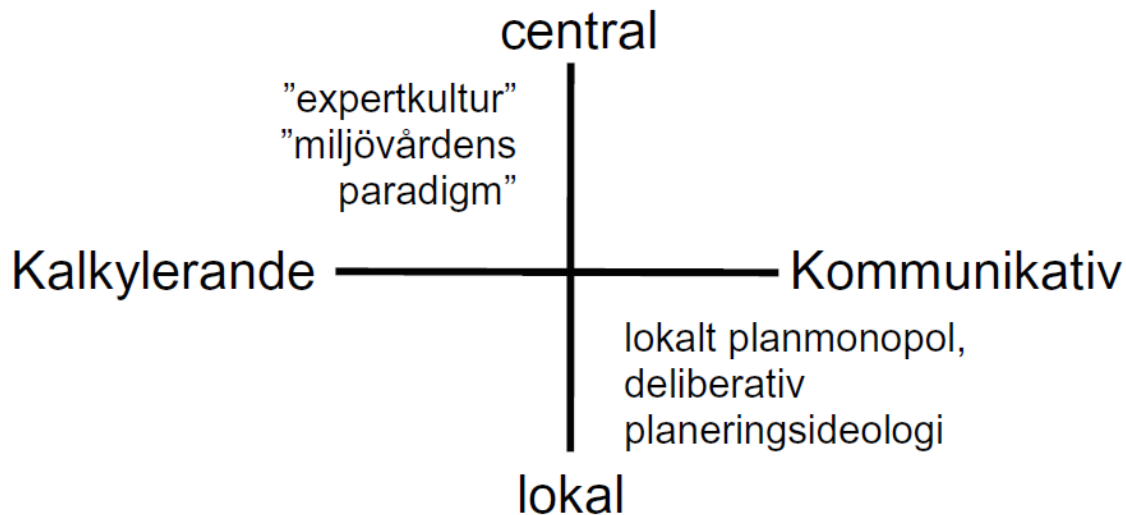 central
”expertkultur”
”miljövårdens
paradigm”
Kalkylerande
Kommunikativ
lokalt planmonopol,
deliberativ
planeringsideologi
lokal